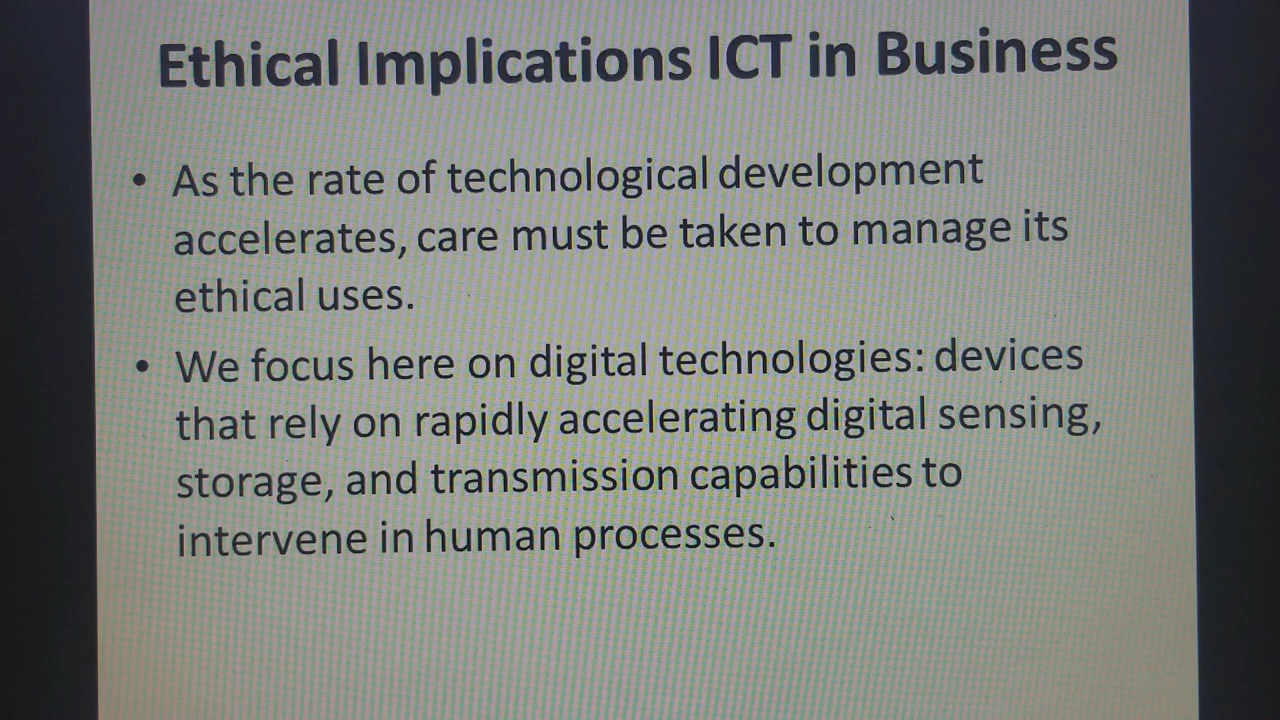 Ethical Implications ICT in Business
• As the rate of technological development
accelerates, care must be taken to manage its
ethical uses.
• We focus here on digital technologies: devices
that rely on rapidly accelerating digital sensing,
storage, and transmission capabilities to
intervene in human processes.